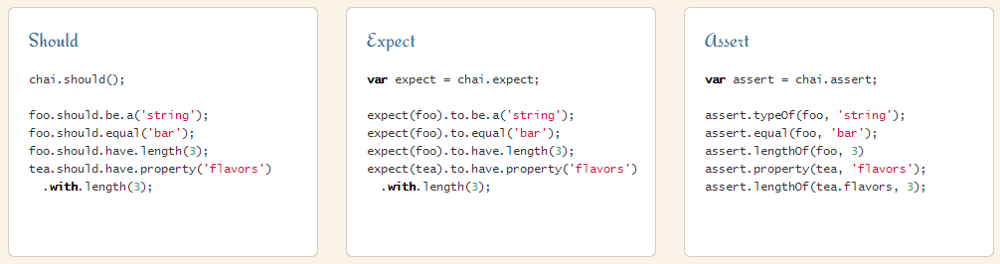 Should
chai.should();
foo.should.be.a('string');
foo.should.equal('bar');
foo.should.have.length(3);
tea.should.have.property('flavors')
.with.length(3);
Expect
var expect = chai.expect;
expect(foo).to.be.a('string');
expect(foo).to.equal('bar');
expect(foo).to.have.length(3);
expect(tea).to.have.property('flavors')
.with.length(3);
Assert
var assert = chai.assert;
assert.typeOf(foo, 'string');
assert.equal(foo, 'bar');
assert.lengthOf(foo, 3)
assert.property(tea, 'flavors');
assert.lengthOf(tea.flavors, 3);